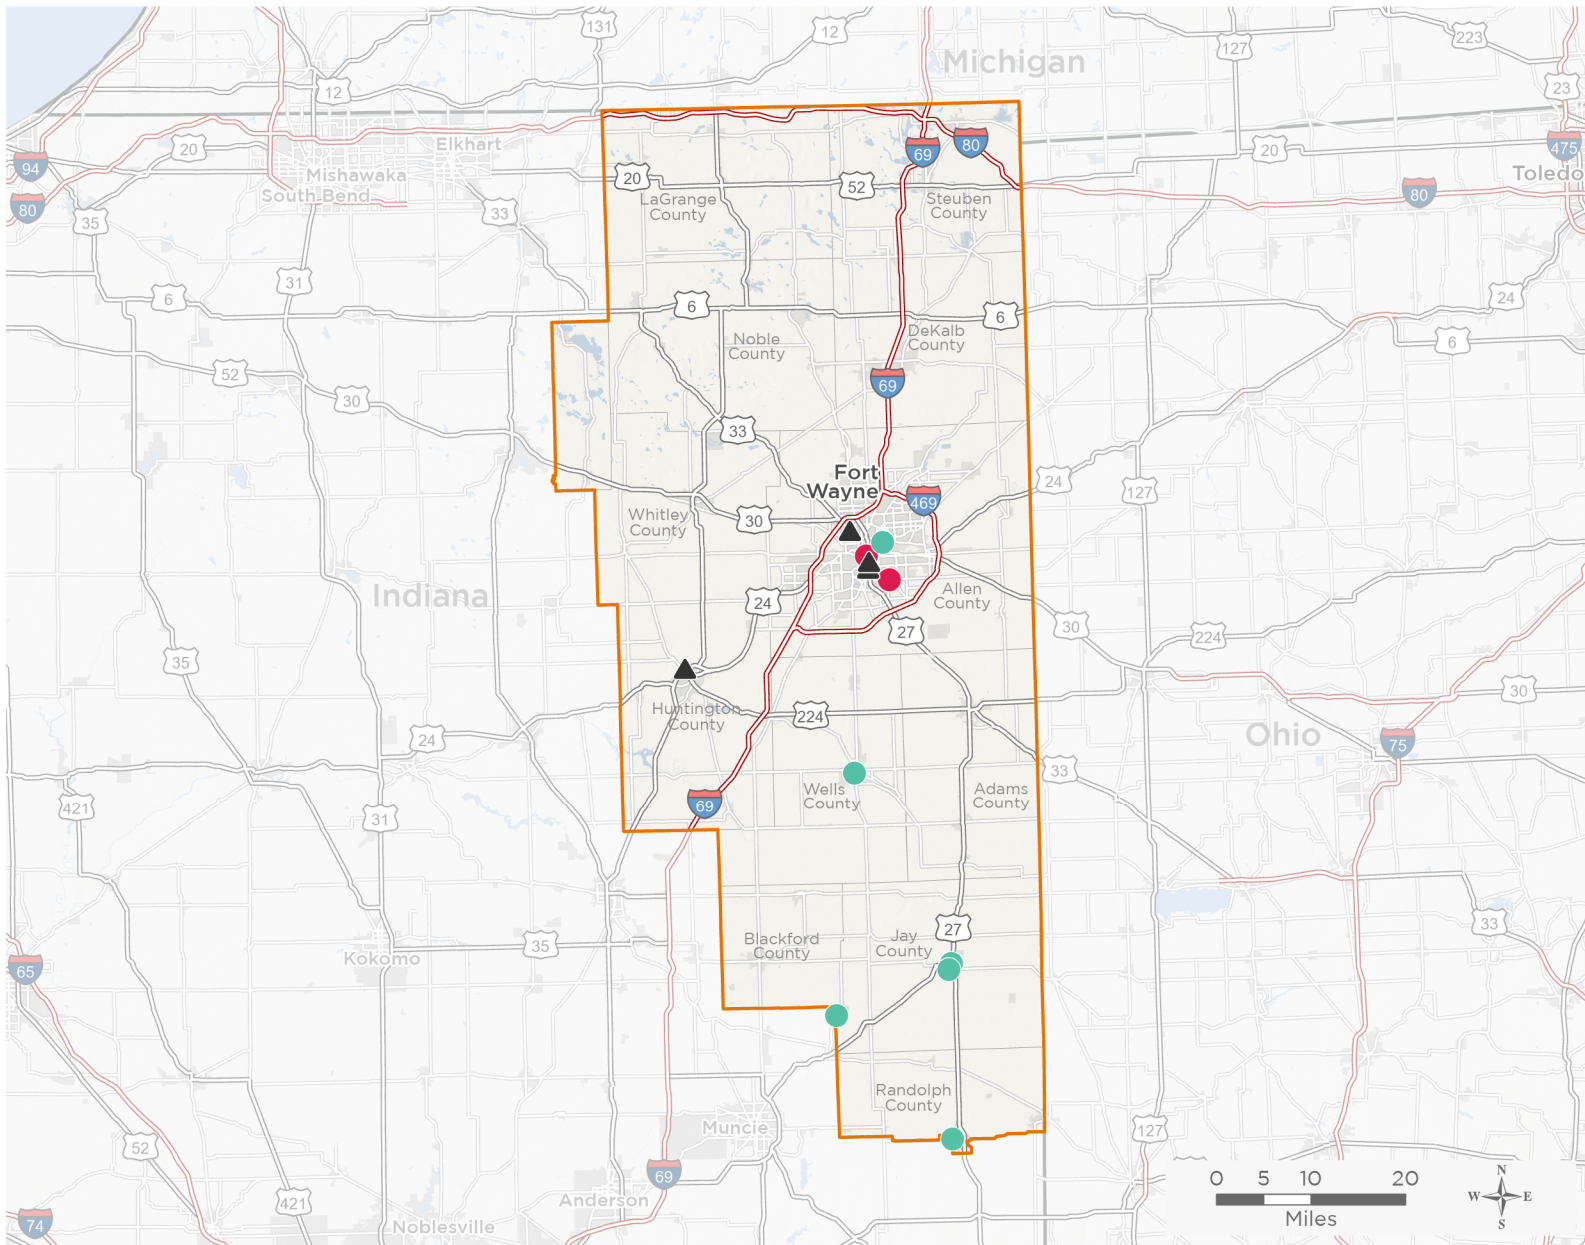 131
12
127
223
Michigan
12
23
20
Elkhart
69
80
20
475
94
Mishawaka
20
52
Toledo
South Bend
80
80
LaGrange
County
Steuben
County
35
33
31
6
6
6
24
Noble
County
DeKalb
County
6
52
69
30
33
Fort
Wayne
24
127
469
Whitley
County
30
Indiana
24
Allen
County
30
27
224
35
30
Huntington
County
224
24
Ohio
75
33
Wells
County
Adams
County
69
421
31
33
27
Blackford
County
Jay
County
35
Kokomo
65
Randolph
County
Muncie
127
52
69
0 5 10 20
Miles
N
W E
S
Anderson
421
74
Noblesville